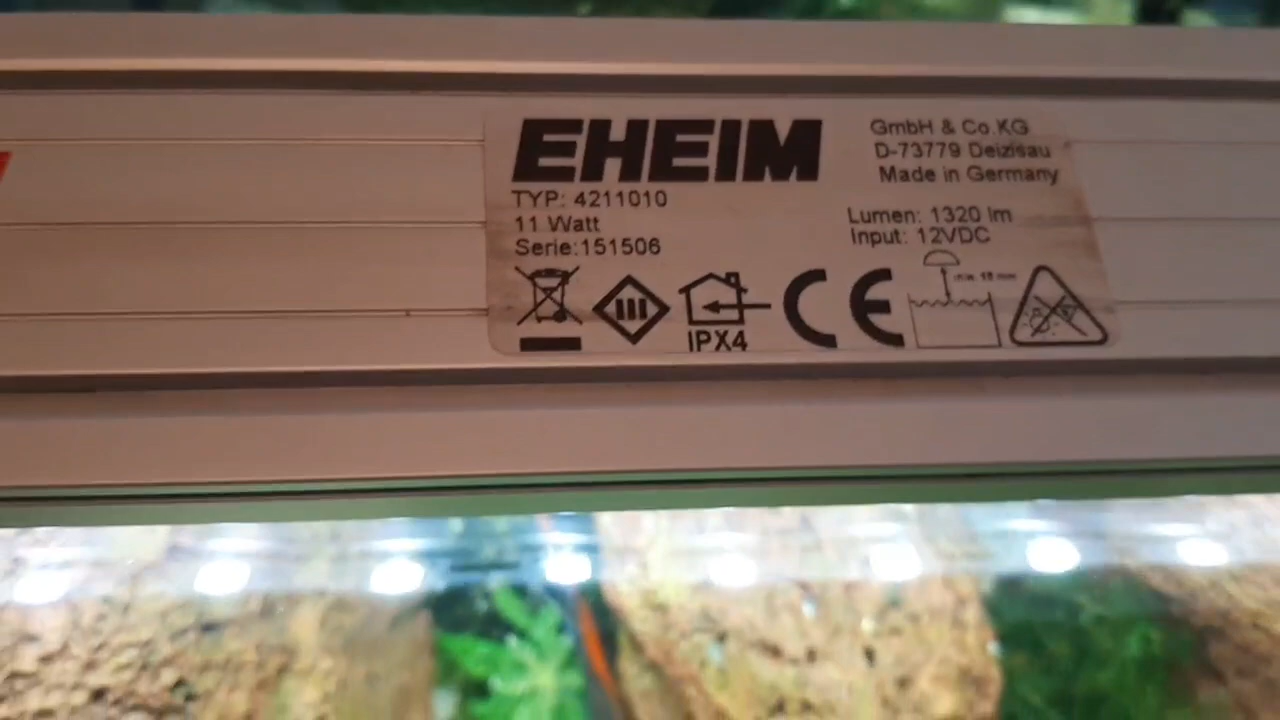 EHEIM
GmbH & Co.KG
D-73779 Deizisau
Made in Germany
TYP: 4211010
11 Watt
Serie:151506
Lumen: 1320 lm
Input: 12VDC
IPX4
CE